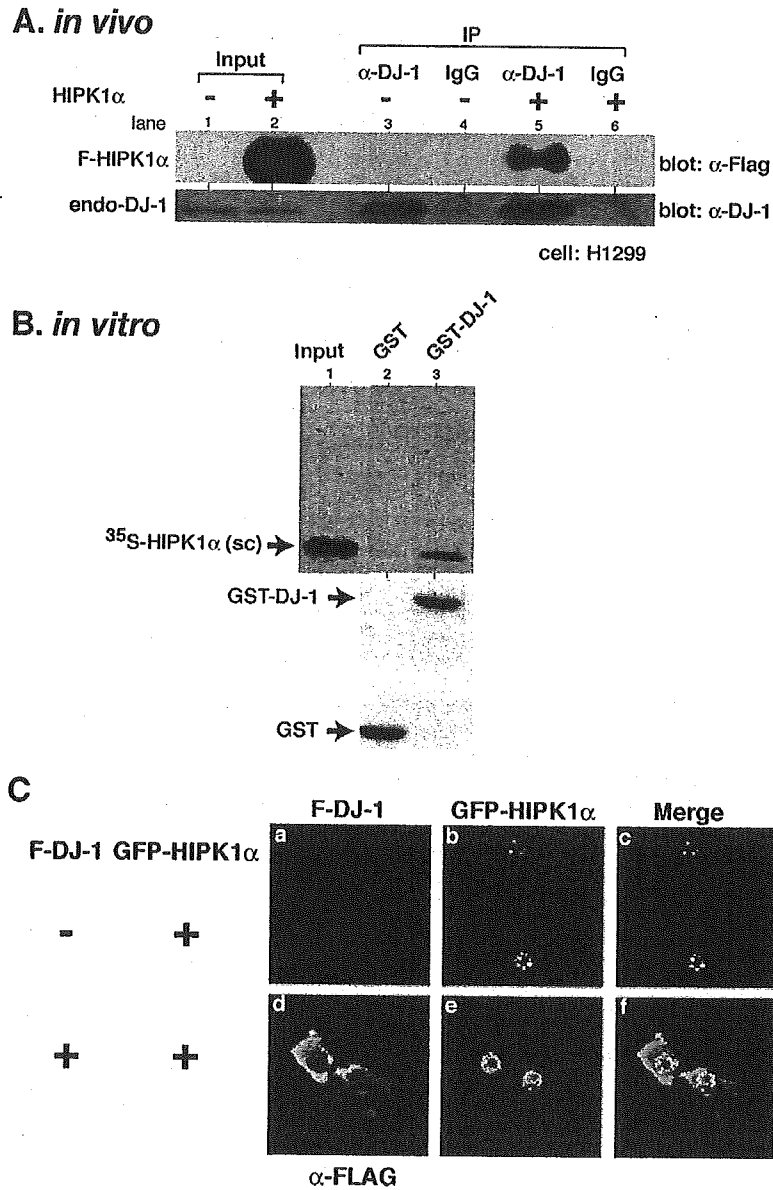 A. in vivo
IP
Input
α-DJ-1 IgG α-DJ-1 IgG
HIPK1α - + - - + +
lane 1 2 3 4 5 6
F-HIPK1α blot: α-Flag
endo-DJ-1 blot: α-DJ-1
cell: H1299
B. in vitro
Input GST GST-DJ-1
1 2 3
35S-HIPK1α (sc)
GST-DJ-1
GST
C
F-DJ-1 GFP-HIPK1α Merge
F-DJ-1 GFP-HIPK1α
a b c
- +
d e f
+ +
α-FLAG